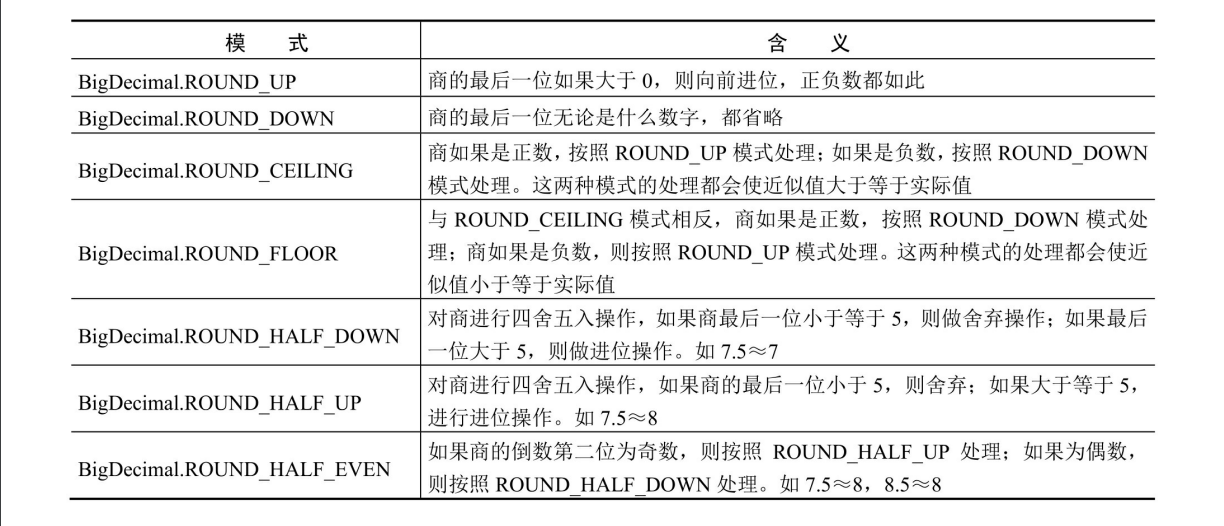 模 式 含 义
BigDecimal.ROUND_UP 商的最后一位如果大于 0，则向前进位，正负数都如此
BigDecimal.ROUND_DOWN 商的最后一位无论是什么数字，都省略
BigDecimal.ROUND_CEILING 商如果是正数，按照 ROUND_UP 模式处理；如果是负数，按照 ROUND_DOWN
模式处理。这两种模式的处理都会使近似值大于等于实际值
BigDecimal.ROUND_FLOOR 与 ROUND_CEILING 模式相反，商如果是正数，按照 ROUND_DOWN 模式处
理；商如果是负数，则按照 ROUND_UP 模式处理。这两种模式的处理都会使近
似值小于等于实际值
BigDecimal.ROUND_HALF_DOWN 对商进行四舍五入操作，如果商最后一位小于等于 5，则做舍弃操作；如果最后
一位大于 5，则做进位操作。如 7.5≈7
BigDecimal.ROUND_HALF_UP 对商进行四舍五入操作，如果商的最后一位小于 5，则舍弃；如果大于等于 5，
进行进位操作。如 7.5≈8
BigDecimal.ROUND_HALF_EVEN 如果商的倒数第二位为奇数，则按照 ROUND_HALF_UP 处理；如果为偶数，
则按照 ROUND_HALF_DOWN 处理。如 7.5≈8，8.5≈8